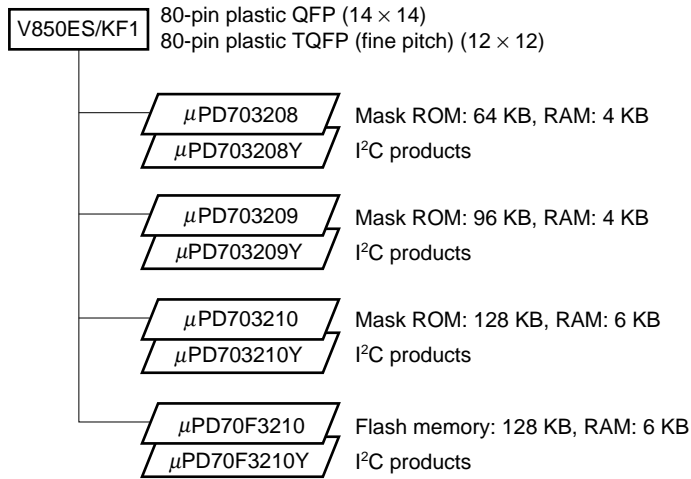 V850ES/KF1
80-pin plastic QFP (14 × 14)
80-pin plastic TQFP (fine pitch) (12 × 12)
μPD703208
Mask ROM: 64 KB, RAM: 4 KB
μPD703208Y
I²C products
μPD703209
Mask ROM: 96 KB, RAM: 4 KB
μPD703209Y
I²C products
μPD703210
Mask ROM: 128 KB, RAM: 6 KB
μPD703210Y
I²C products
μPD70F3210
Flash memory: 128 KB, RAM: 6 KB
μPD70F3210Y
I²C products